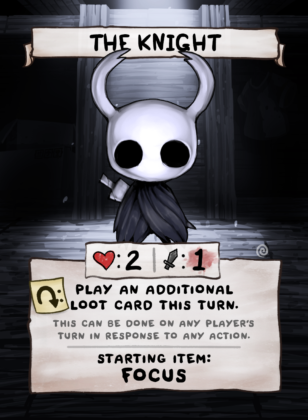 THE KNIGHT
:2 :1
PLAY AN ADDITIONAL
LOOT CARD THIS TURN.
THIS CAN BE DONE ON ANY PLAYER'S
TURN IN RESPONSE TO ANY ACTION.
STARTING ITEM:
FOCUS